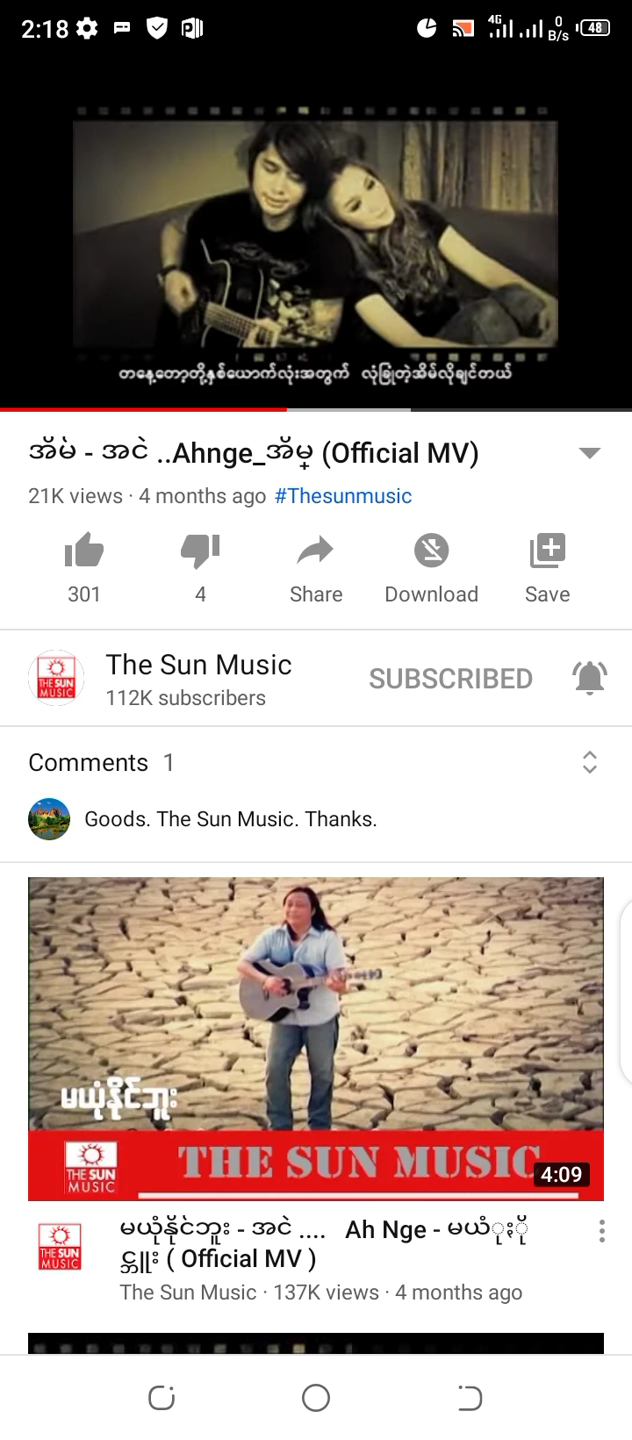 2:18
4G
0
B/s
48
တနေ့တော့တို့နှစ်ယောက်လုံးအတွက် လုံခြုံတဲ့အိမ်လိုချင်တယ်
အိမ် - အငဲ ..Ahnge_အိမ္ (Official MV)
21K views · 4 months ago #Thesunmusic
301
4
Share
Download
Save
THE SUN
MUSIC
The Sun Music
112K subscribers
SUBSCRIBED
Comments 1
Goods. The Sun Music. Thanks.
မယုံနိုင်ဘူး
THE SUN
MUSIC
THE SUN MUSIC
4:09
THE SUN
MUSIC
မယုံနိုင်ဘူး - အငဲ .... Ah Nge - မယံ
( Official MV )
The Sun Music · 137K views · 4 months ago